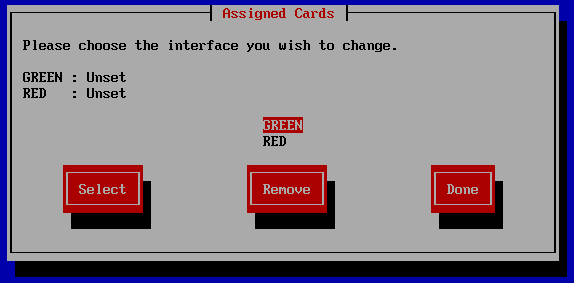 Assigned Cards
Please choose the interface you wish to change.
GREEN : Unset
RED   : Unset
GREEN
RED
Select Remove Done